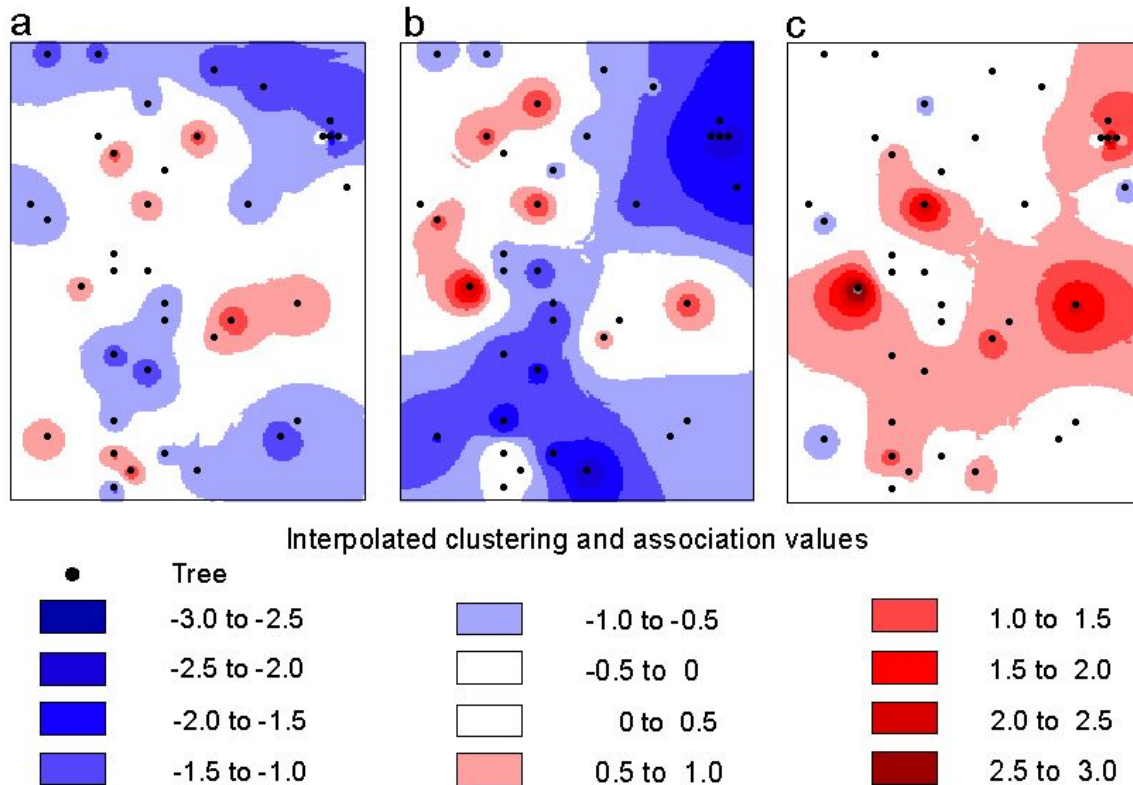 a b c
Interpolated clustering and association values
Tree
-3.0 to -2.5 -1.0 to -0.5 1.0 to 1.5
-2.5 to -2.0 -0.5 to 0 1.5 to 2.0
-2.0 to -1.5 0 to 0.5 2.0 to 2.5
-1.5 to -1.0 0.5 to 1.0 2.5 to 3.0